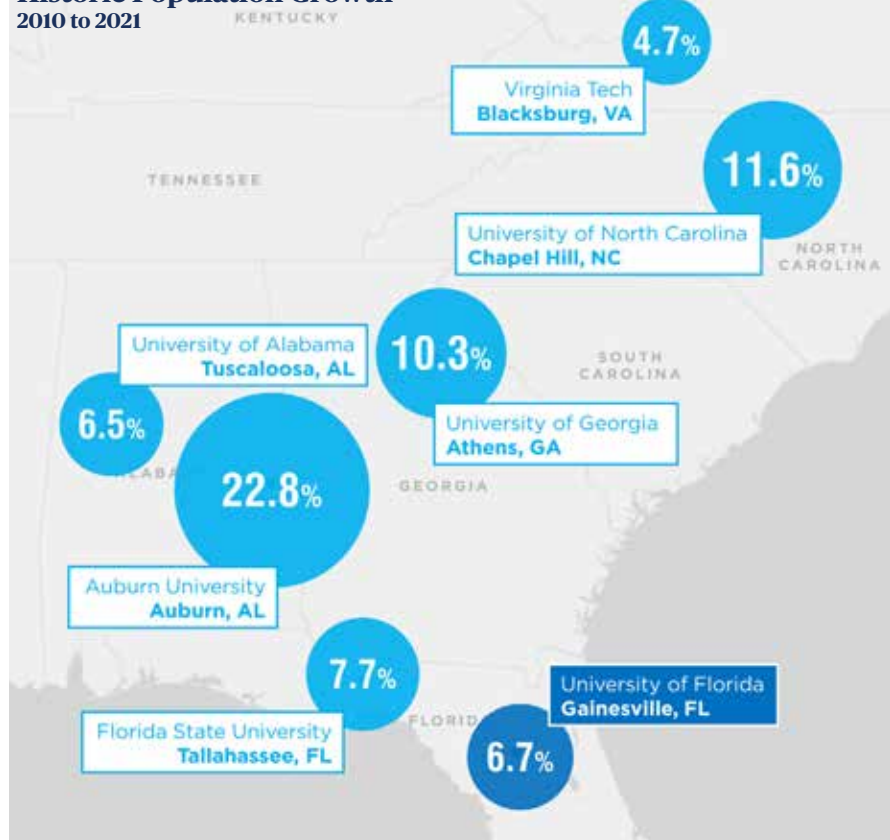 Historic Population Growth
2010 to 2021
KENTUCKY
4.7%
Virginia Tech
Blacksburg, VA
TENNESSEE
11.6%
University of North Carolina
Chapel Hill, NC
NORTH
CAROLINA
University of Alabama
Tuscaloosa, AL
10.3%
SOUTH
CAROLINA
6.5%
University of Georgia
Athens, GA
22.8%
GEORGIA
Auburn University
Auburn, AL
7.7%
University of Florida
Gainesville, FL
Florida State University
Tallahassee, FL
6.7%